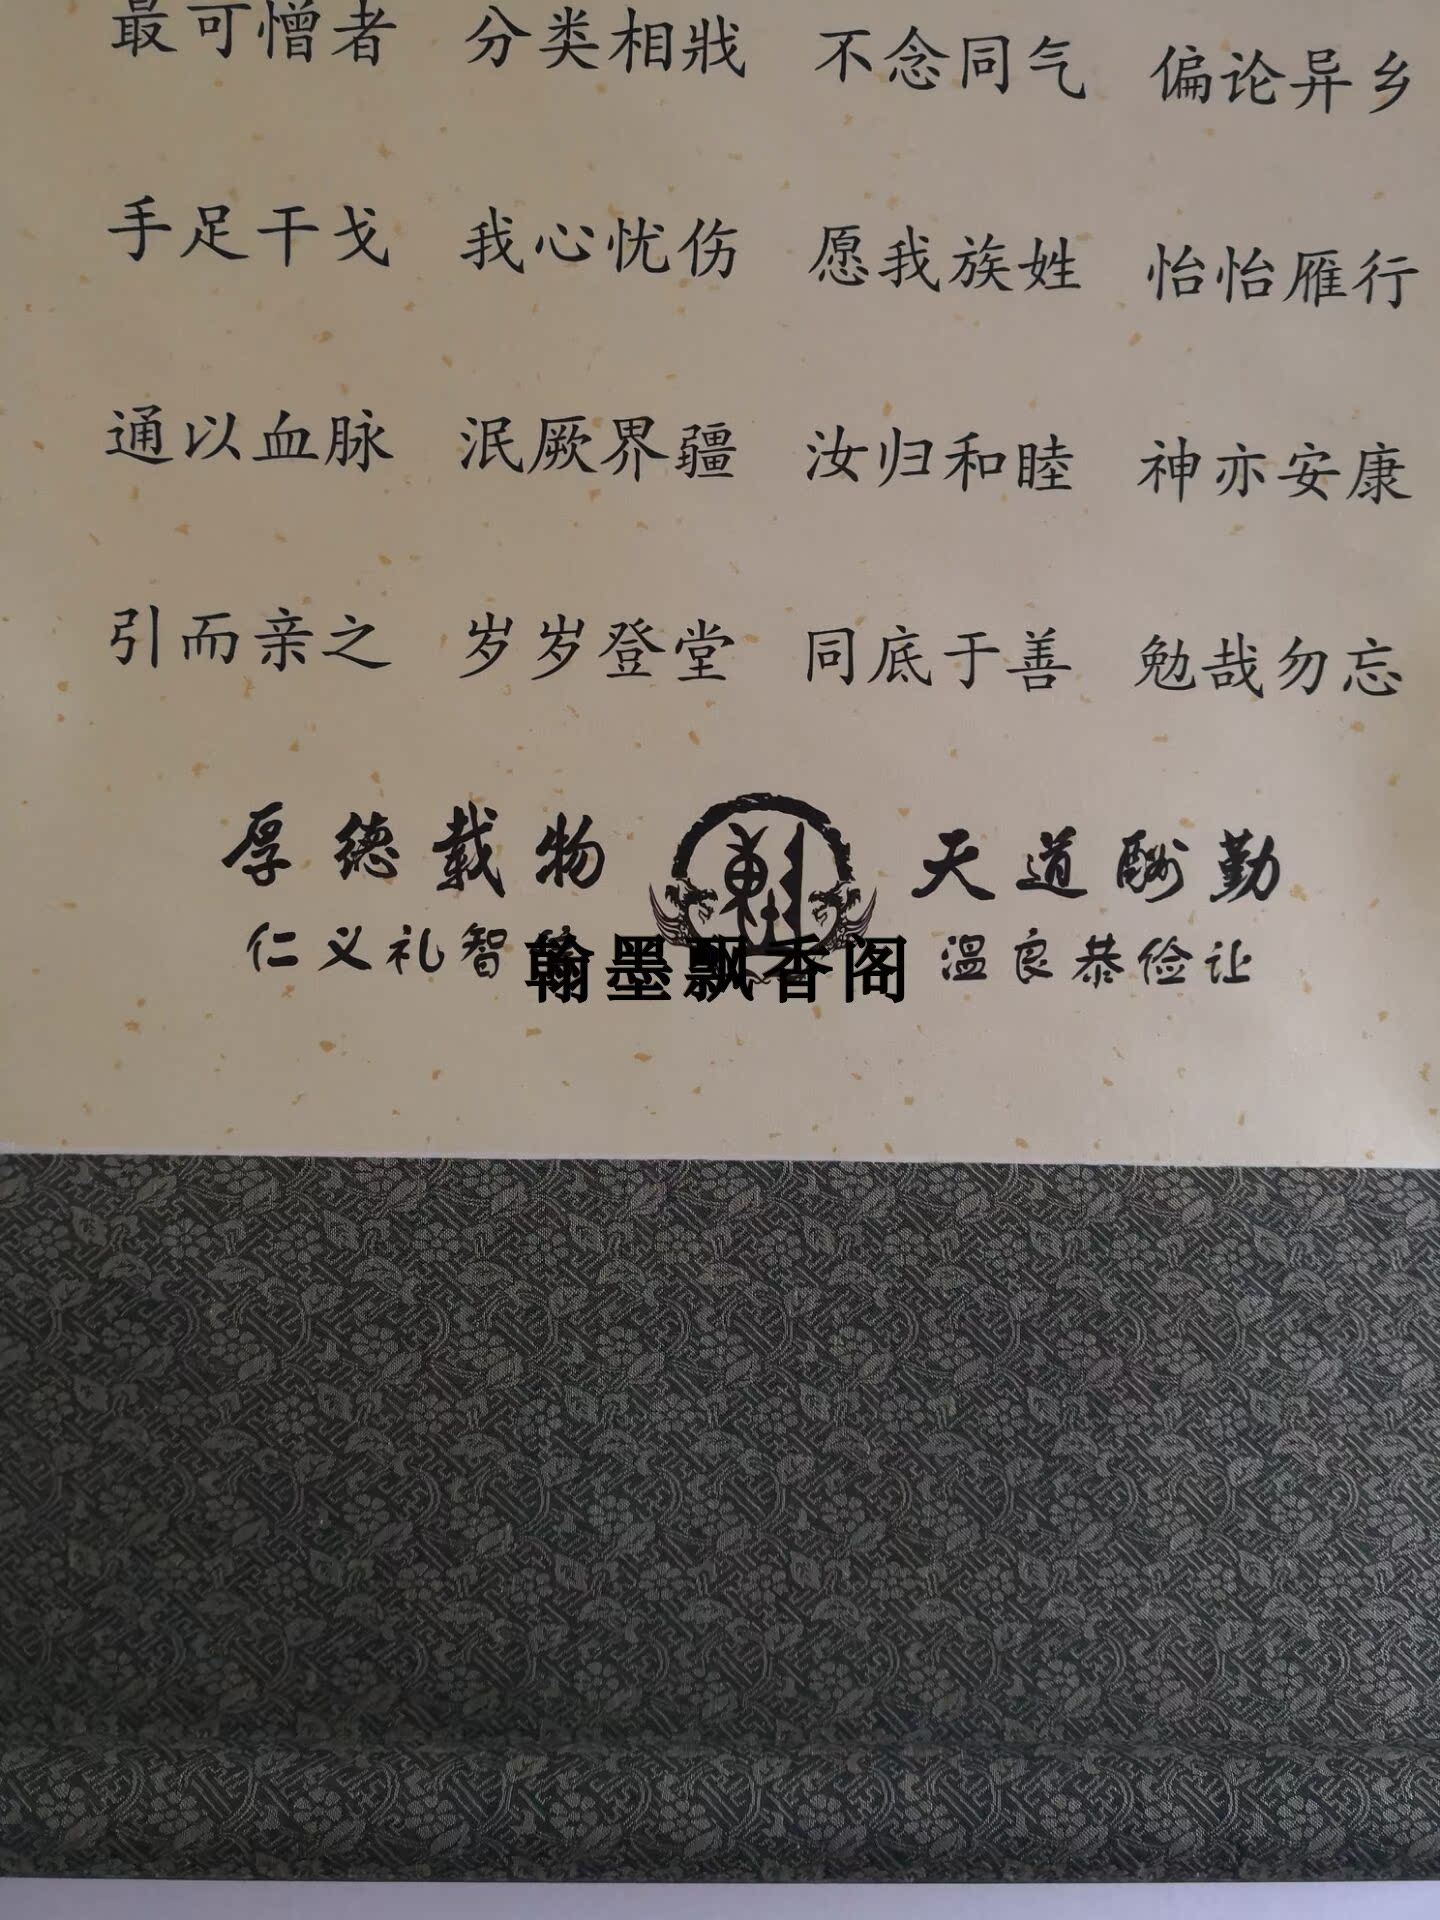 最可憎者 分类相戕 不念同气 偏论异乡
手足干戈 我心忧伤 愿我族姓 怡怡雁行
通以血脉 泯厥界疆 汝归和睦 神亦安康
引而亲之 岁岁登堂 同底于善 勉哉勿忘
厚德载物 天道酬勤
仁义礼智 温良恭俭让
翰墨飘香阁